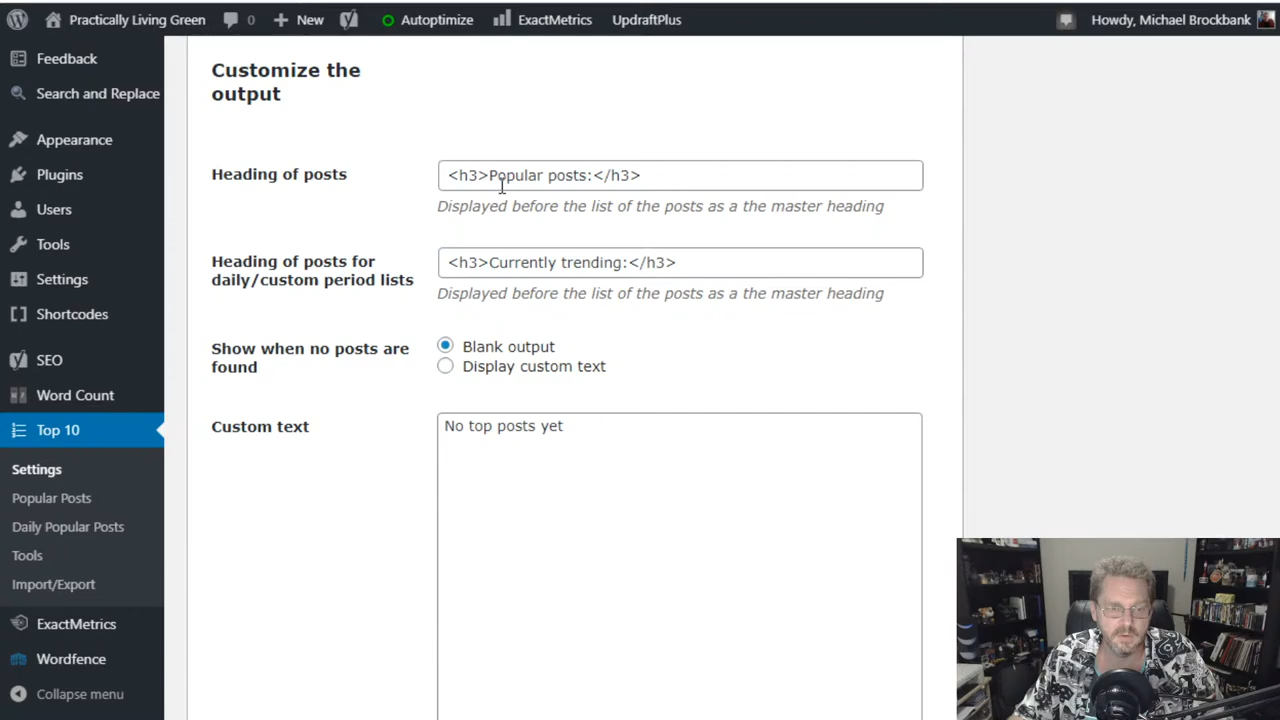 Practically Living Green 0 New Autoptimize ExactMetrics UpdraftPlus Howdy, Michael Brockbank
Feedback
Search and Replace
Appearance
Plugins
Users
Tools
Settings
Shortcodes
SEO
Word Count
Top 10
Settings
Popular Posts
Daily Popular Posts
Tools
Import/Export
ExactMetrics
Wordfence
Collapse menu
Customize the
output
Heading of posts
<h3>Popular posts:</h3>
Displayed before the list of the posts as a the master heading
Heading of posts for
daily/custom period lists
<h3>Currently trending:</h3>
Displayed before the list of the posts as a the master heading
Show when no posts are
found
Blank output
Display custom text
Custom text
No top posts yet